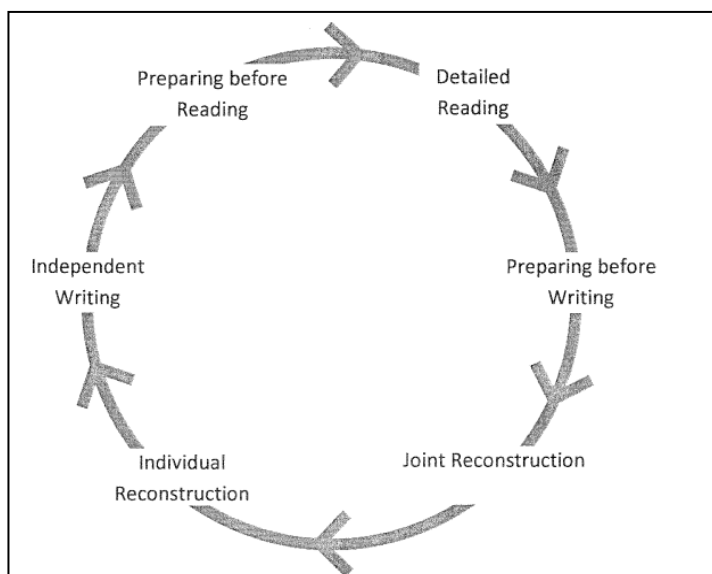 Preparing before
Reading
Detailed
Reading
Preparing before
Writing
Joint Reconstruction
Individual
Reconstruction
Independent
Writing